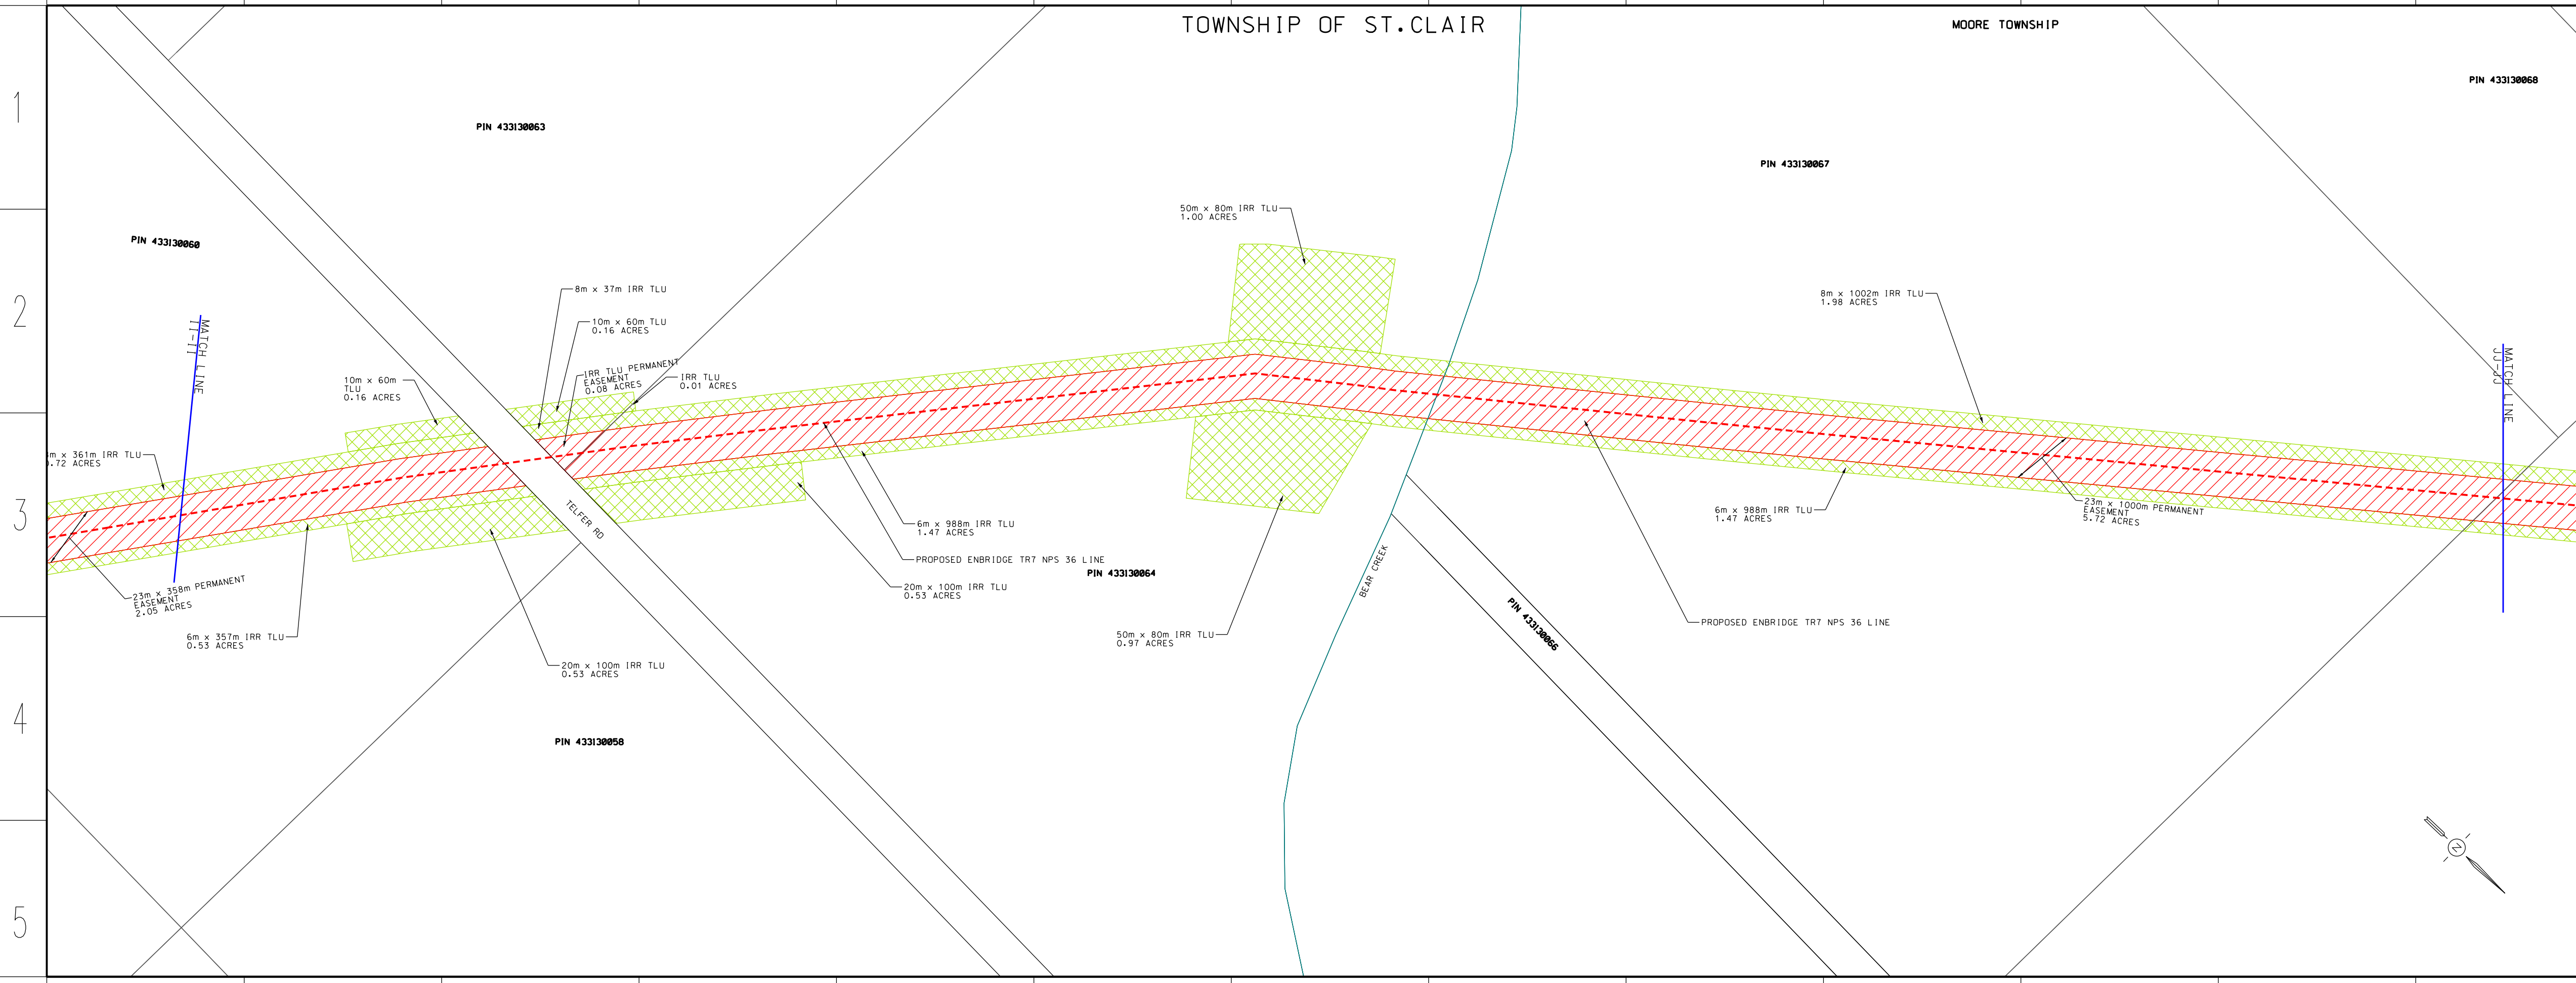 TOWNSHIP OF ST.CLAIR
MOORE TOWNSHIP
1
PIN 433130068
PIN 433130063
PIN 433130067
50m x 80m IRR TLU
1.00 ACRES
PIN 433130060
2
8m x 37m IRR TLU
8m x 1002m IRR TLU
1.98 ACRES
10m x 60m TLU
0.16 ACRES
MATCH LINE
II-II
MATCH LINE
JJ-JJ
IRR TLU PERMANENT
EASEMENT
0.08 ACRES
IRR TLU
0.01 ACRES
10m x 60m
TLU
0.16 ACRES
m x 361m IRR TLU
.72 ACRES
3
TELFER RD
6m x 988m IRR TLU
1.47 ACRES
6m x 988m IRR TLU
1.47 ACRES
23m x 1000m PERMANENT
EASEMENT
5.72 ACRES
PROPOSED ENBRIDGE TR7 NPS 36 LINE
PIN 433130064
BEAR CREEK
20m x 100m IRR TLU
0.53 ACRES
23m x 358m PERMANENT
EASEMENT
2.05 ACRES
6m x 357m IRR TLU
0.53 ACRES
50m x 80m IRR TLU
0.97 ACRES
PIN 433130066
PROPOSED ENBRIDGE TR7 NPS 36 LINE
20m x 100m IRR TLU
0.53 ACRES
4
PIN 433130058
N
5